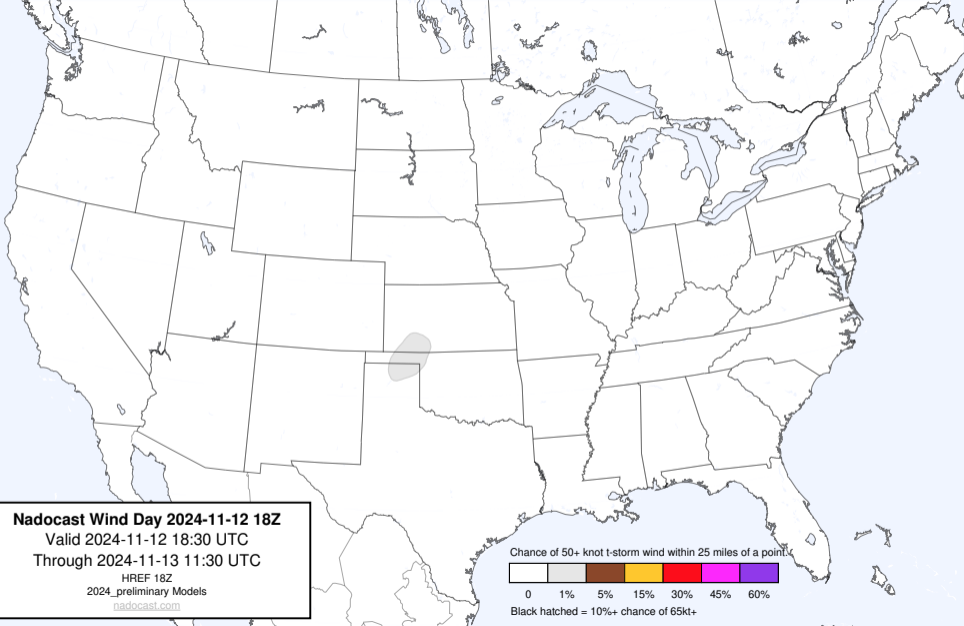 Nadocast Wind Day 2024-11-12 18Z
Valid 2024-11-12 18:30 UTC
Through 2024-11-13 11:30 UTC
HREF 18Z
2024_preliminary Models
nadocast.com
Chance of 50+ knot t-storm wind within 25 miles of a point.
0 1% 5% 15% 30% 45% 60%
Black hatched = 10%+ chance of 65kt+